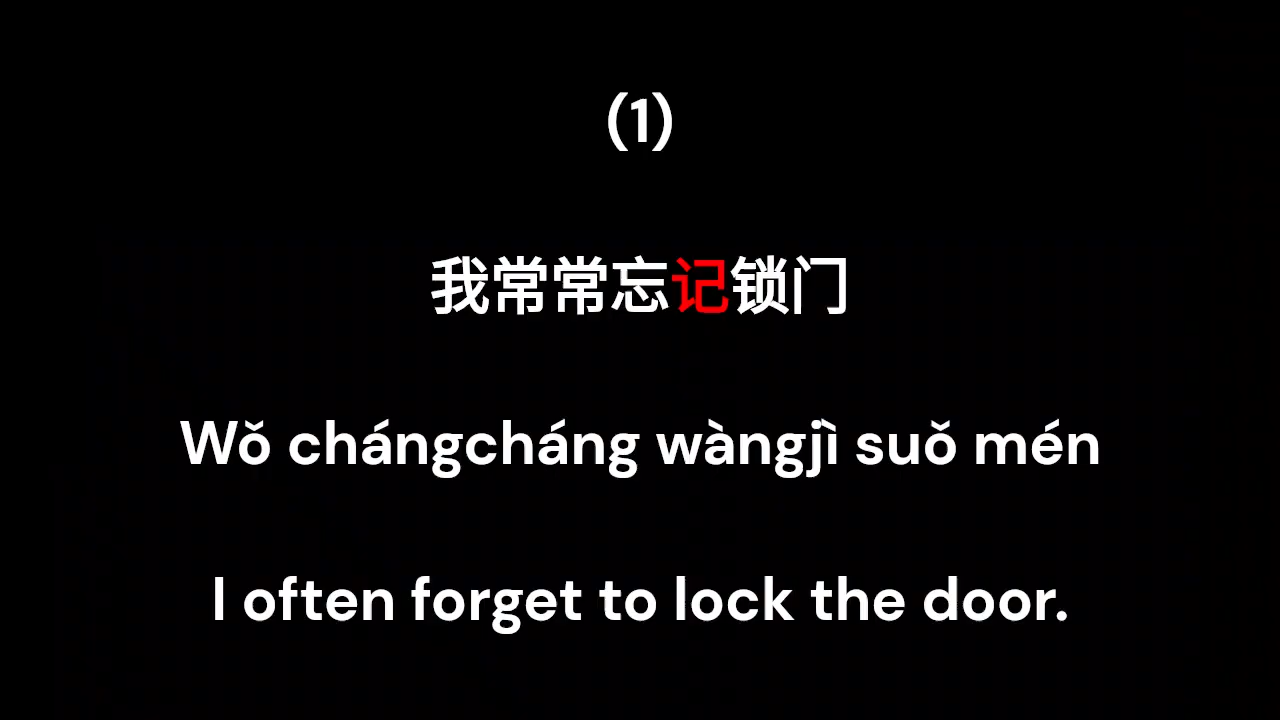 (1)
我常常忘记锁门
Wǒ chángcháng wàngjì suǒ mén
I often forget to lock the door.